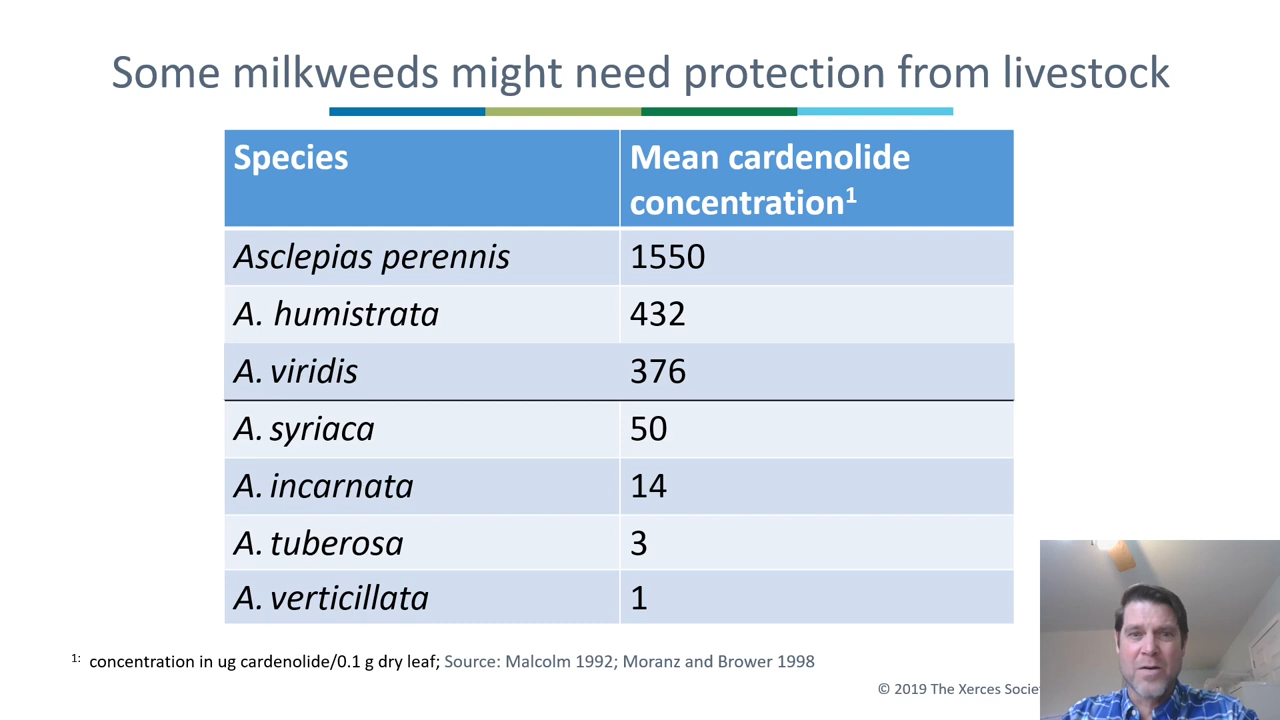 Some milkweeds might need protection from livestock
Species
Mean cardenolide
concentration¹
Asclepias perennis
1550
A. humistrata
432
A. viridis
376
A. syriaca
50
A. incarnata
14
A. tuberosa
3
A. verticillata
1
1: concentration in ug cardenolide/0.1 g dry leaf; Source: Malcolm 1992; Moranz and Brower 1998
© 2019 The Xerces